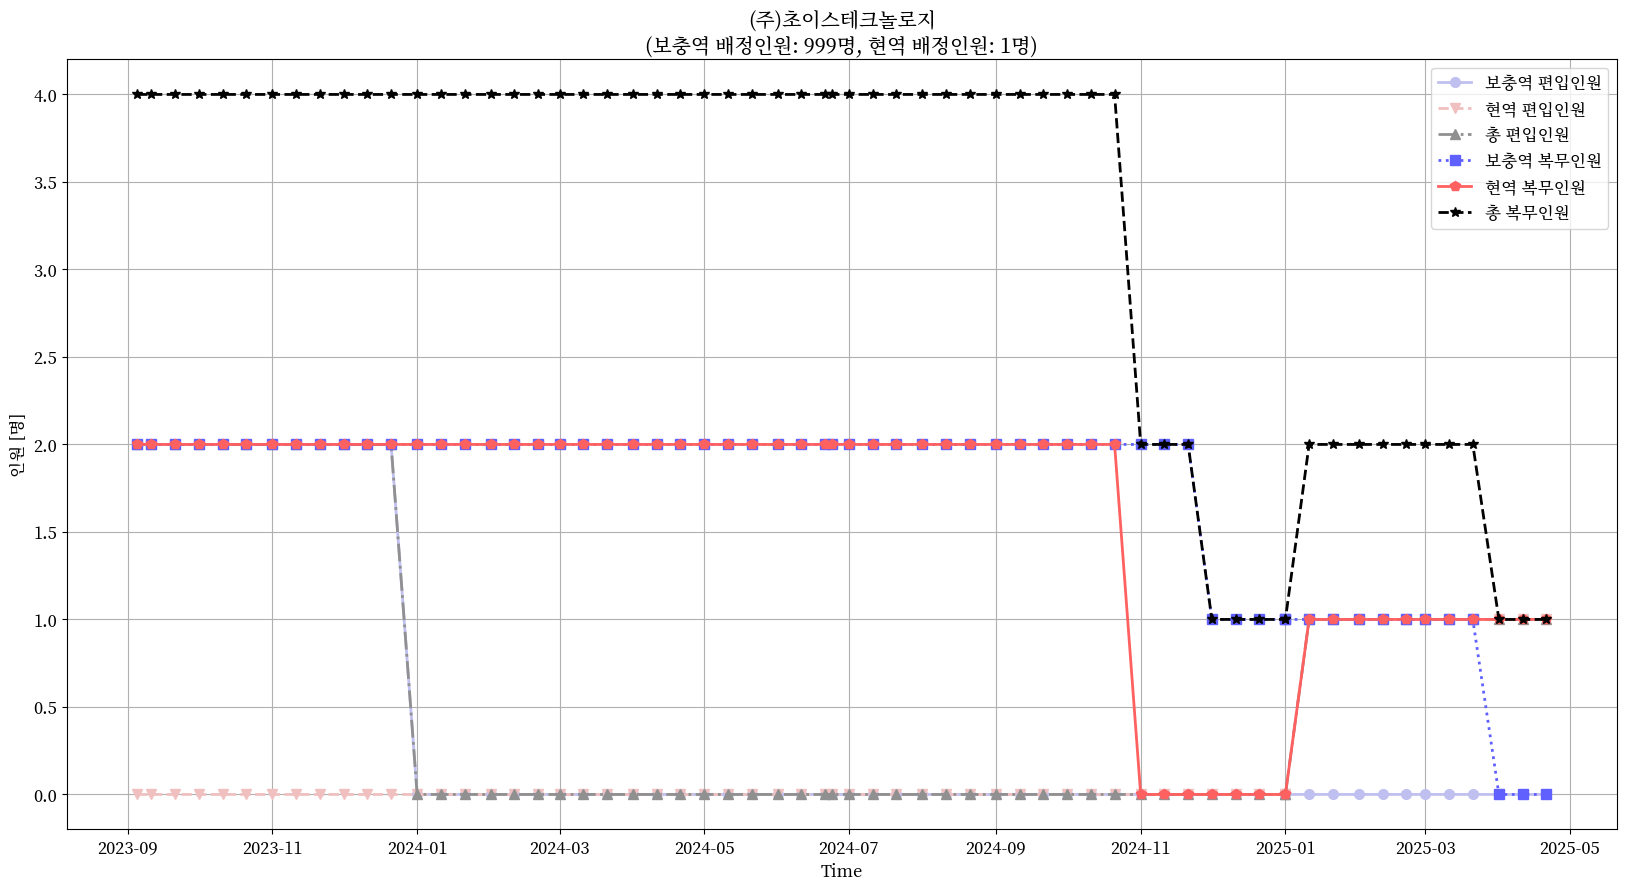 (주)초이스테크놀로지
(보충역 배정인원: 999명, 현역 배정인원: 1명)
보충역 편입인원
현역 편입인원
총 편입인원
보충역 복무인원
현역 복무인원
총 복무인원
인원 [명]
4.0
3.5
3.0
2.5
2.0
1.5
1.0
0.5
0.0
2023-09
2023-11
2024-01
2024-03
2024-05
2024-07
2024-09
2024-11
2025-01
2025-03
2025-05
Time